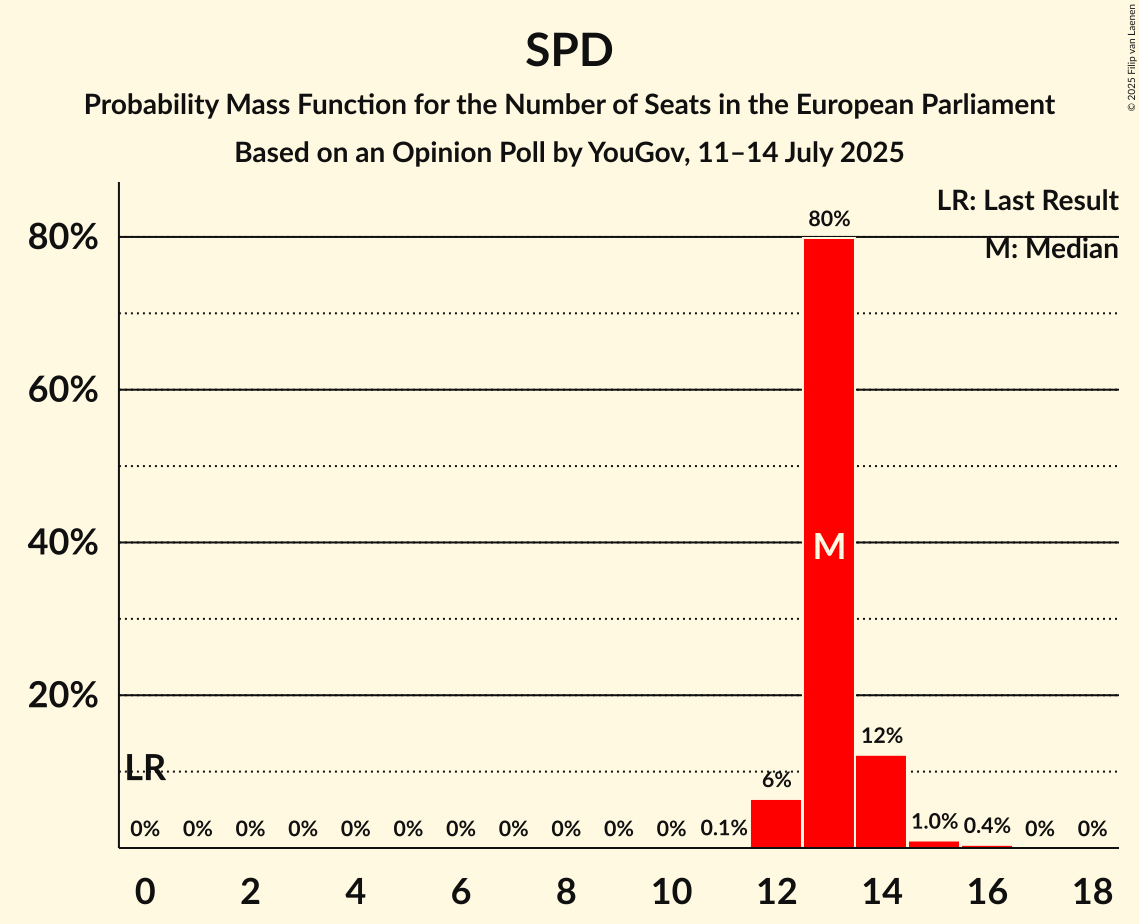 SPD
Probability Mass Function for the Number of Seats in the European Parliament
Based on an Opinion Poll by YouGov, 11–14 July 2025
© 2025 Filip van Laenen
LR: Last Result
M: Median
80%
60%
40%
20%
LR
M
0% 0% 0% 0% 0% 0% 0% 0% 0% 0% 0% 0.1% 6% 80% 12% 1.0% 0.4% 0% 0%
0 2 4 6 8 10 12 14 16 18